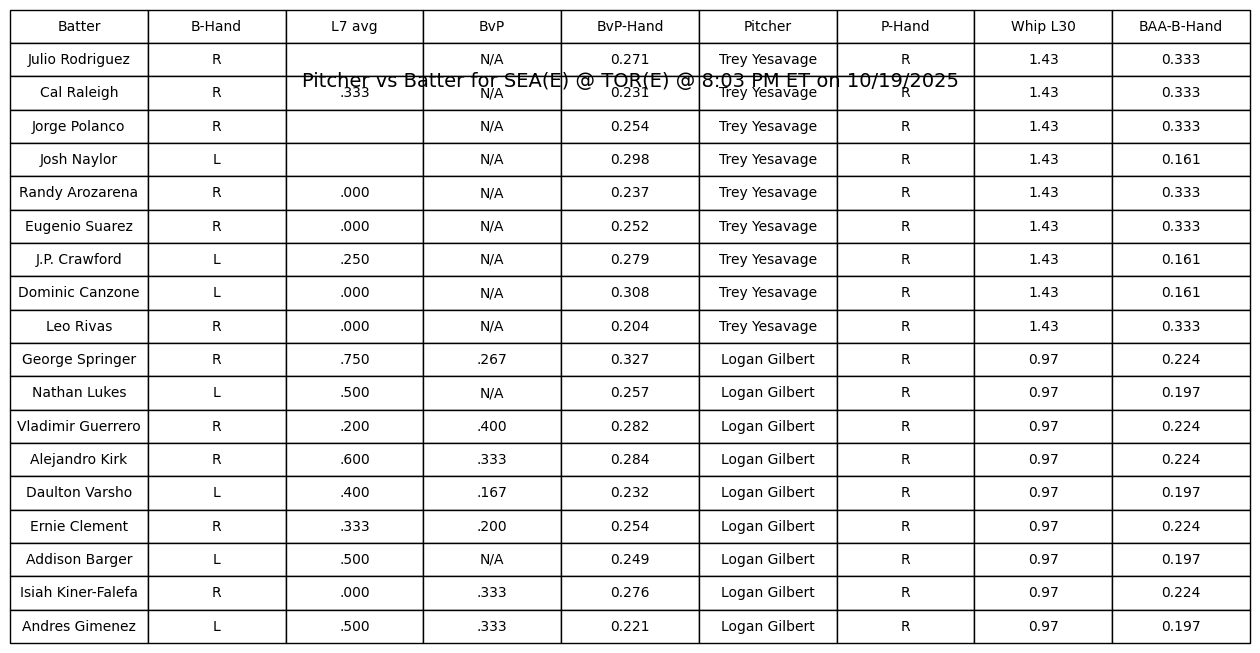 Batter B-Hand L7 avg BvP BvP-Hand Pitcher P-Hand Whip L30 BAA-B-Hand
Julio Rodriguez R N/A 0.271 Trey Yesavage R 1.43 0.333
Pitcher vs Batter for SEA(E) @ TOR(E) @ 8:03 PM ET on 10/19/2025
Cal Raleigh R .333 N/A 0.231 Trey Yesavage R 1.43 0.333
Jorge Polanco R N/A 0.254 Trey Yesavage R 1.43 0.333
Josh Naylor L N/A 0.298 Trey Yesavage R 1.43 0.161
Randy Arozarena R .000 N/A 0.237 Trey Yesavage R 1.43 0.333
Eugenio Suarez R .000 N/A 0.252 Trey Yesavage R 1.43 0.333
J.P. Crawford L .250 N/A 0.279 Trey Yesavage R 1.43 0.161
Dominic Canzone L .000 N/A 0.308 Trey Yesavage R 1.43 0.161
Leo Rivas R .000 N/A 0.204 Trey Yesavage R 1.43 0.333
George Springer R .750 .267 0.327 Logan Gilbert R 0.97 0.224
Nathan Lukes L .500 N/A 0.257 Logan Gilbert R 0.97 0.197
Vladimir Guerrero R .200 .400 0.282 Logan Gilbert R 0.97 0.224
Alejandro Kirk R .600 .333 0.284 Logan Gilbert R 0.97 0.224
Daulton Varsho L .400 .167 0.232 Logan Gilbert R 0.97 0.197
Ernie Clement R .333 .200 0.254 Logan Gilbert R 0.97 0.224
Addison Barger L .500 N/A 0.249 Logan Gilbert R 0.97 0.197
Isiah Kiner-Falefa R .000 .333 0.276 Logan Gilbert R 0.97 0.224
Andres Gimenez L .500 .333 0.221 Logan Gilbert R 0.97 0.197